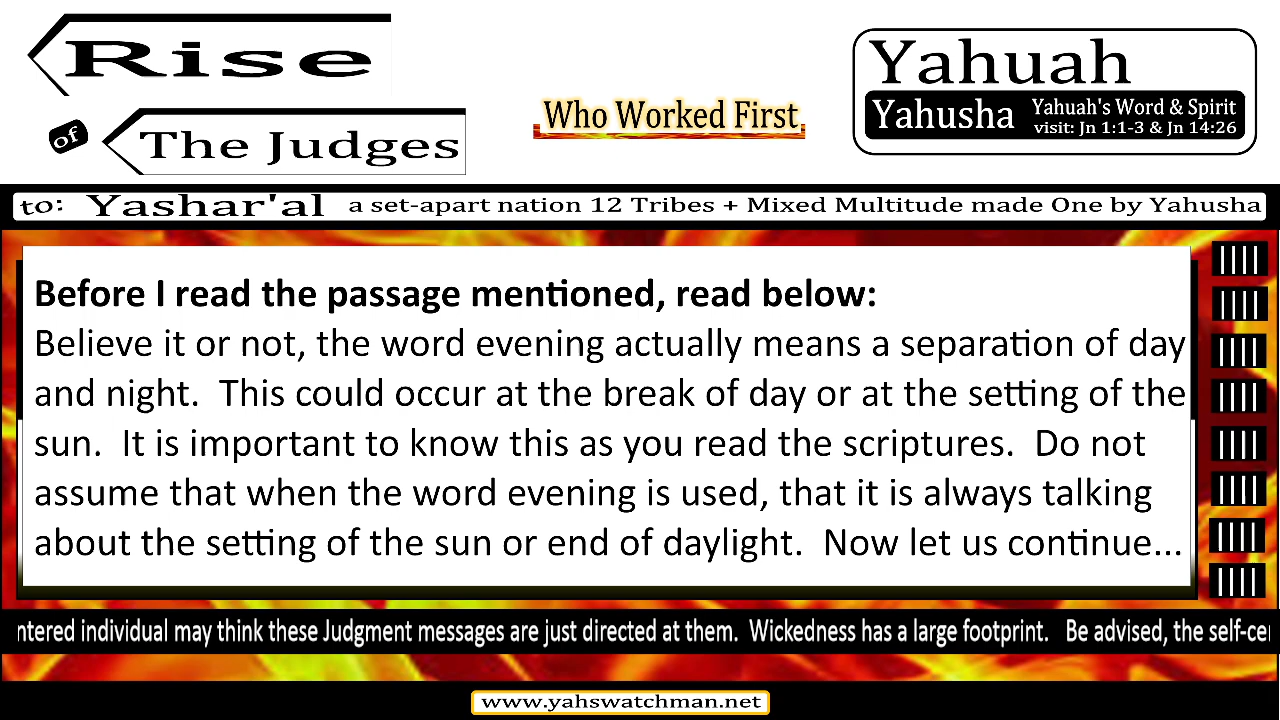 Rise
of The Judges
Who Worked First
Yahuah
Yahusha Yahuah's Word & Spirit
visit: Jn 1:1-3 & Jn 14:26
to: Yashar'al a set-apart nation 12 Tribes + Mixed Multitude made One by Yahusha
Before I read the passage mentioned, read below:
Believe it or not, the word evening actually means a separation of day
and night. This could occur at the break of day or at the setting of the
sun. It is important to know this as you read the scriptures. Do not
assume that when the word evening is used, that it is always talking
about the setting of the sun or end of daylight. Now let us continue...
ntered individual may think these Judgment messages are just directed at them. Wickedness has a large footprint. Be advised, the self-ce
www.yahswatchman.net